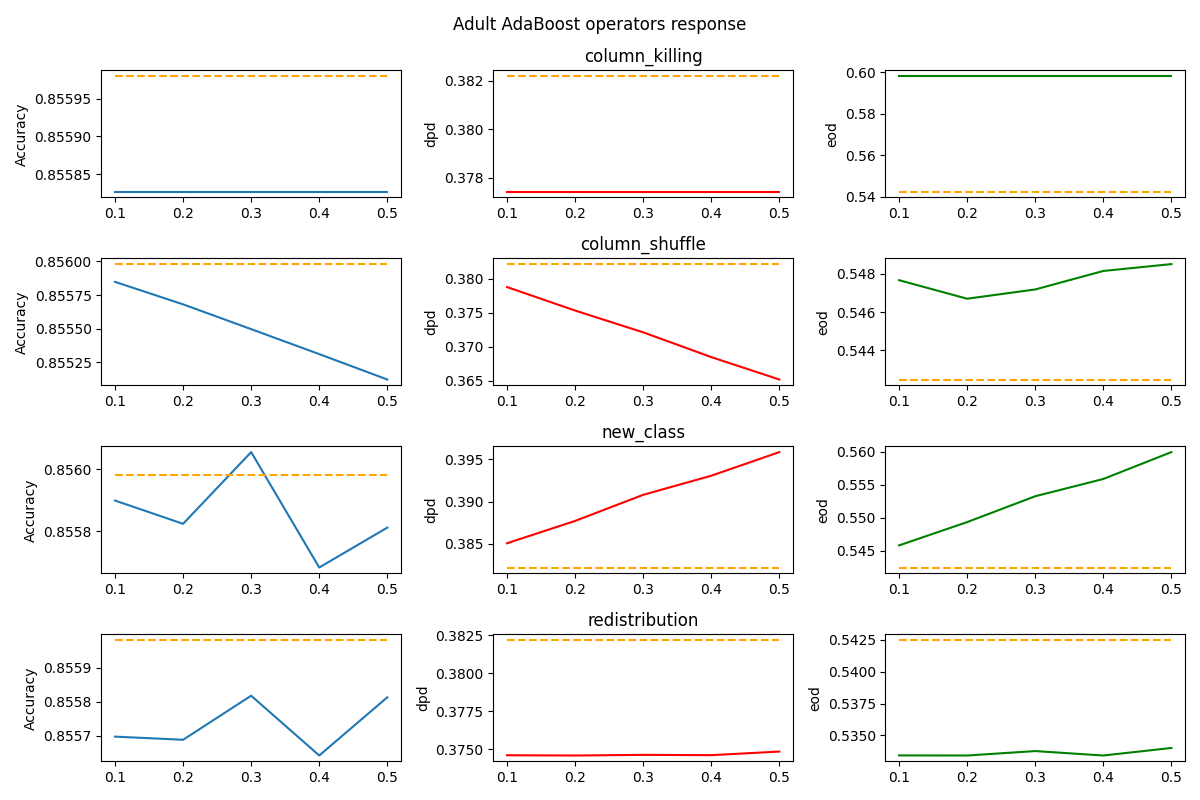 Adult AdaBoost operators response
column_killing
Accuracy
0.85595
0.85590
0.85585
0.1 0.2 0.3 0.4 0.5
dpd
0.382
0.380
0.378
0.1 0.2 0.3 0.4 0.5
eod
0.60
0.58
0.56
0.54
0.1 0.2 0.3 0.4 0.5
column_shuffle
Accuracy
0.85600
0.85575
0.85550
0.85525
0.1 0.2 0.3 0.4 0.5
dpd
0.380
0.375
0.370
0.365
0.1 0.2 0.3 0.4 0.5
eod
0.548
0.546
0.544
0.1 0.2 0.3 0.4 0.5
new_class
Accuracy
0.8560
0.8558
0.1 0.2 0.3 0.4 0.5
dpd
0.395
0.390
0.385
0.1 0.2 0.3 0.4 0.5
eod
0.560
0.555
0.550
0.545
0.1 0.2 0.3 0.4 0.5
redistribution
Accuracy
0.8559
0.8558
0.8557
0.1 0.2 0.3 0.4 0.5
dpd
0.3825
0.3800
0.3775
0.3750
0.1 0.2 0.3 0.4 0.5
eod
0.5425
0.5400
0.5375
0.5350
0.1 0.2 0.3 0.4 0.5